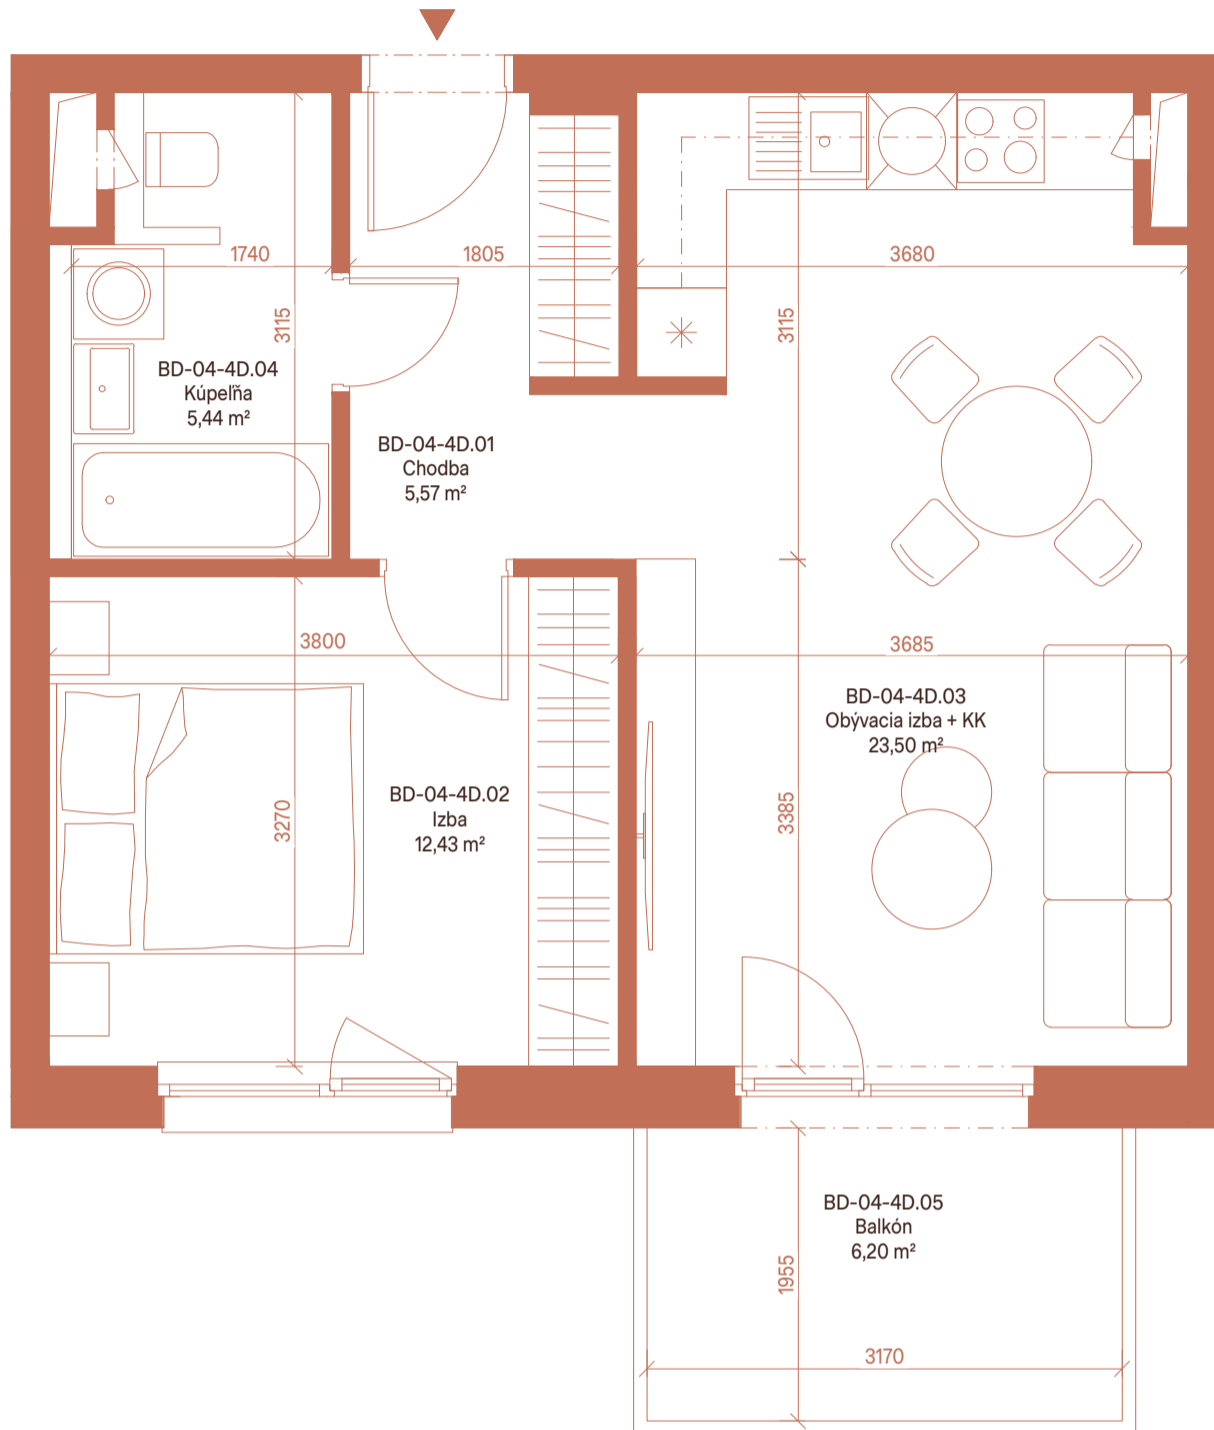 1740
1805
3680
3115
3115
BD-04-4D.04
Kúpeľňa
5,44 m²
BD-04-4D.01
Chodba
5,57 m²
3800
3685
BD-04-4D.03
Obývacia izba + KK
23,50 m²
BD-04-4D.02
Izba
12,43 m²
3270
3385
BD-04-4D.05
Balkón
6,20 m²
1955
3170